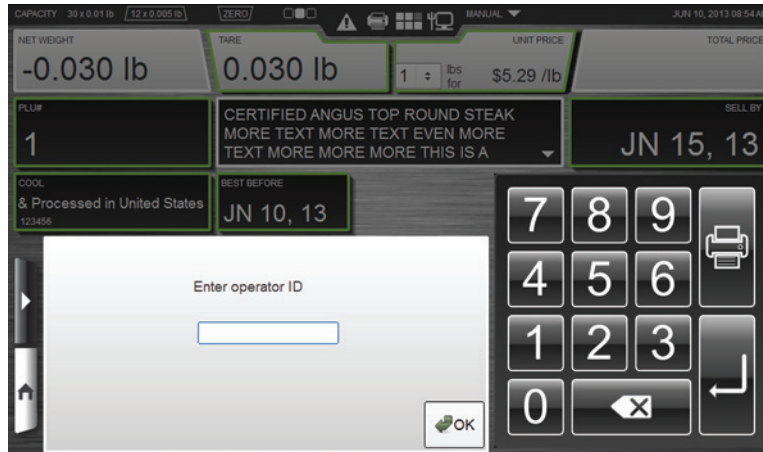 CAPACITY 30 x 0.01 lb 12 x 0.005 lb ZERO MANUAL JUN 10, 2013 08:54 A
NET WEIGHT TARE UNIT PRICE TOTAL PRICE
-0.030 lb 0.030 lb 1 lbs for $5.29 /lb
PLU# SELL BY
1
CERTIFIED ANGUS TOP ROUND STEAK
MORE TEXT MORE TEXT EVEN MORE
TEXT MORE MORE MORE THIS IS A
JN 15, 13
COOL BEST BEFORE
& Processed in United States JN 10, 13
123456
Enter operator ID
OK
7 8 9
4 5 6
1 2 3
0